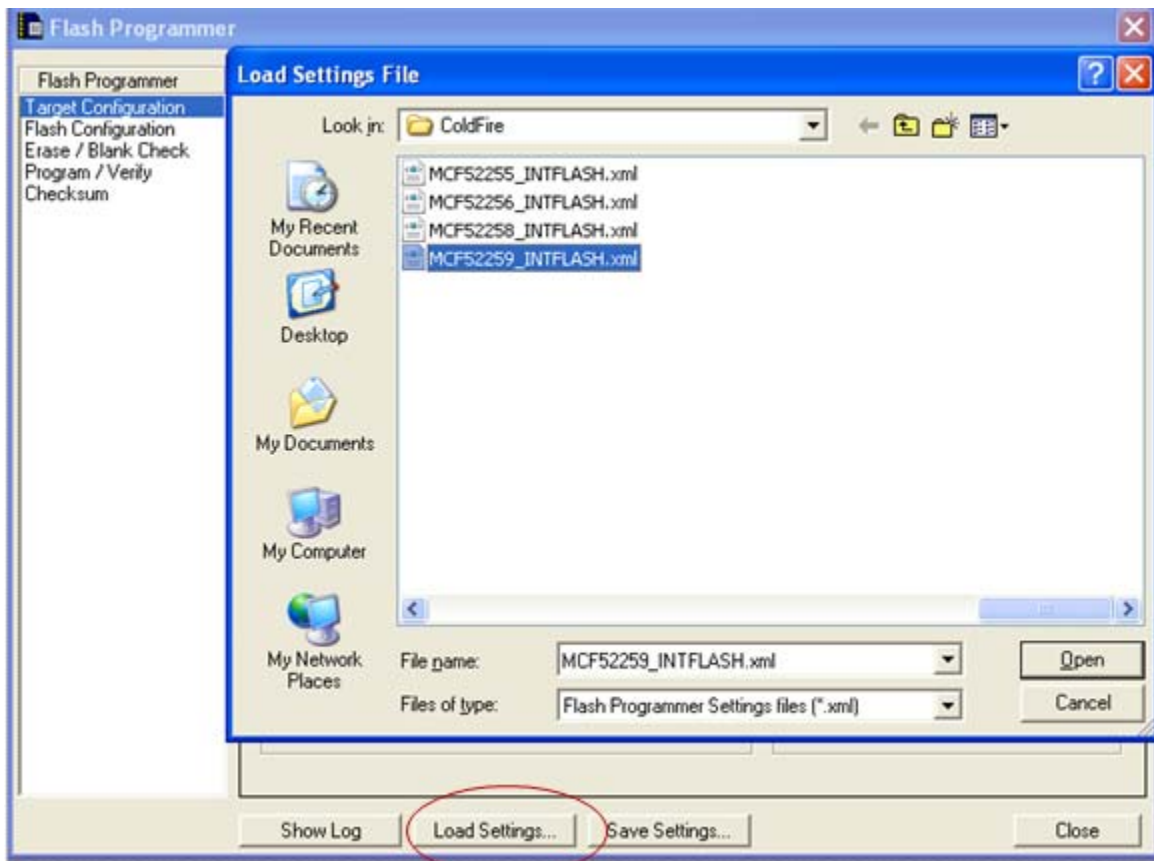 Flash Programmer
Flash Programmer
Target Configuration
Flash Configuration
Erase / Blank Check
Program / Verify
Checksum
Load Settings File
Look in:
ColdFire
MCF52255_INTFLASH.xml
MCF52256_INTFLASH.xml
MCF52258_INTFLASH.xml
MCF52259_INTFLASH.xml
My Recent
Documents
Desktop
My Documents
My Computer
My Network
Places
File name:
MCF52259_INTFLASH.xml
Open
Files of type:
Flash Programmer Settings files (*.xml)
Cancel
Show Log
Load Settings...
Save Settings...
Close